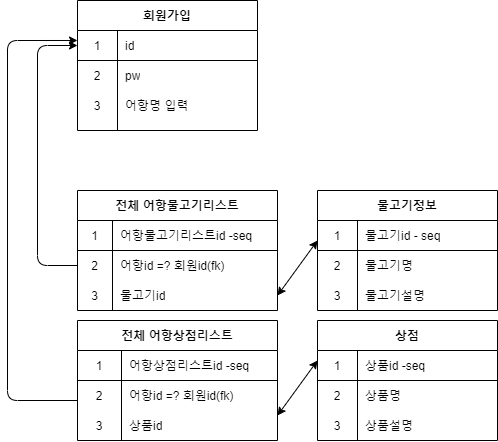 회원가입
1 id
2 pw
3 어항명 입력
전체 어항물고기리스트
1 어항물고기리스트id -seq
2 어항id =? 회원id(fk)
3 물고기id
물고기정보
1 물고기id - seq
2 물고기명
3 물고기설명
전체 어항상점리스트
1 어항상점리스트id -seq
2 어항id =? 회원id(fk)
3 상품id
상점
1 상품id -seq
2 상품명
3 상품설명